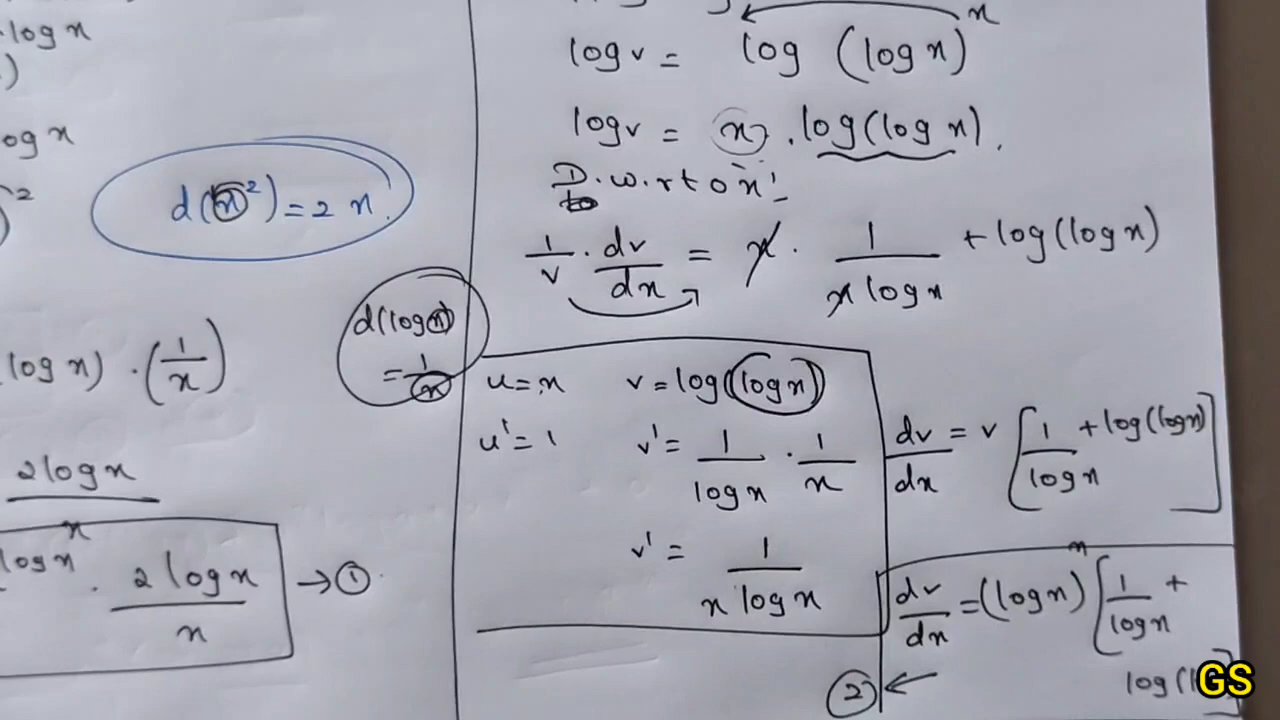 log x
)
og x
)²
d(x²) = 2x.
log x) · (1/x)
2 log x
log x^x · 2 log x / x → ①
d(log x) = 1/x
x
log v = log (log x)
log v = x · log(log x).
D. w. r to 'x'
1/v · dv/dx = x · 1/(x log x) + log(log x)
u = x v = log(log x)
u' = 1 v' = 1/log x · 1/x
v' = 1/(x log x)
dv/dx = v [1/log x + log(log x)]
dv/dx = (log x)^x [1/log x +
log (
②
GS